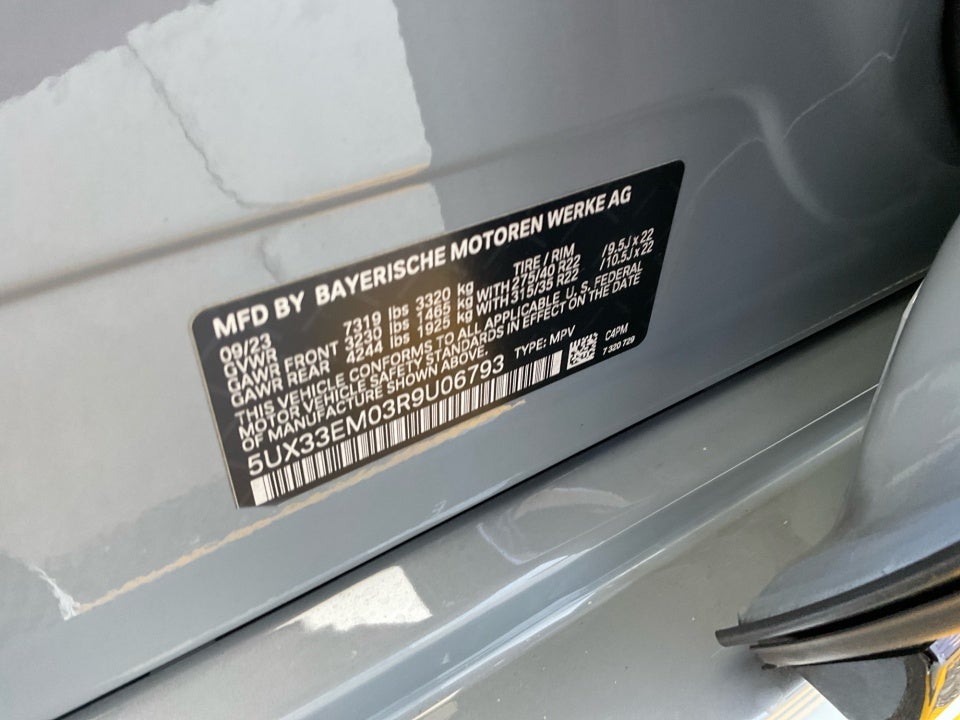 MFD BY BAYERISCHE MOTOREN WERKE AG
09/23 TIRE / RIM
GVWR 7319 lbs 3320 kg
GAWR FRONT 3230 lbs 1465 kg WITH 275/40 R22 /9.5J x 22
GAWR REAR 4244 lbs 1925 kg WITH 315/35 R22 /10.5J x 22
THIS VEHICLE CONFORMS TO ALL APPLICABLE U.S. FEDERAL
MOTOR VEHICLE SAFETY STANDARDS IN EFFECT ON THE DATE
OF MANUFACTURE SHOWN ABOVE.
5UX33EM03R9U06793 TYPE: MPV C4PM
7 320 729